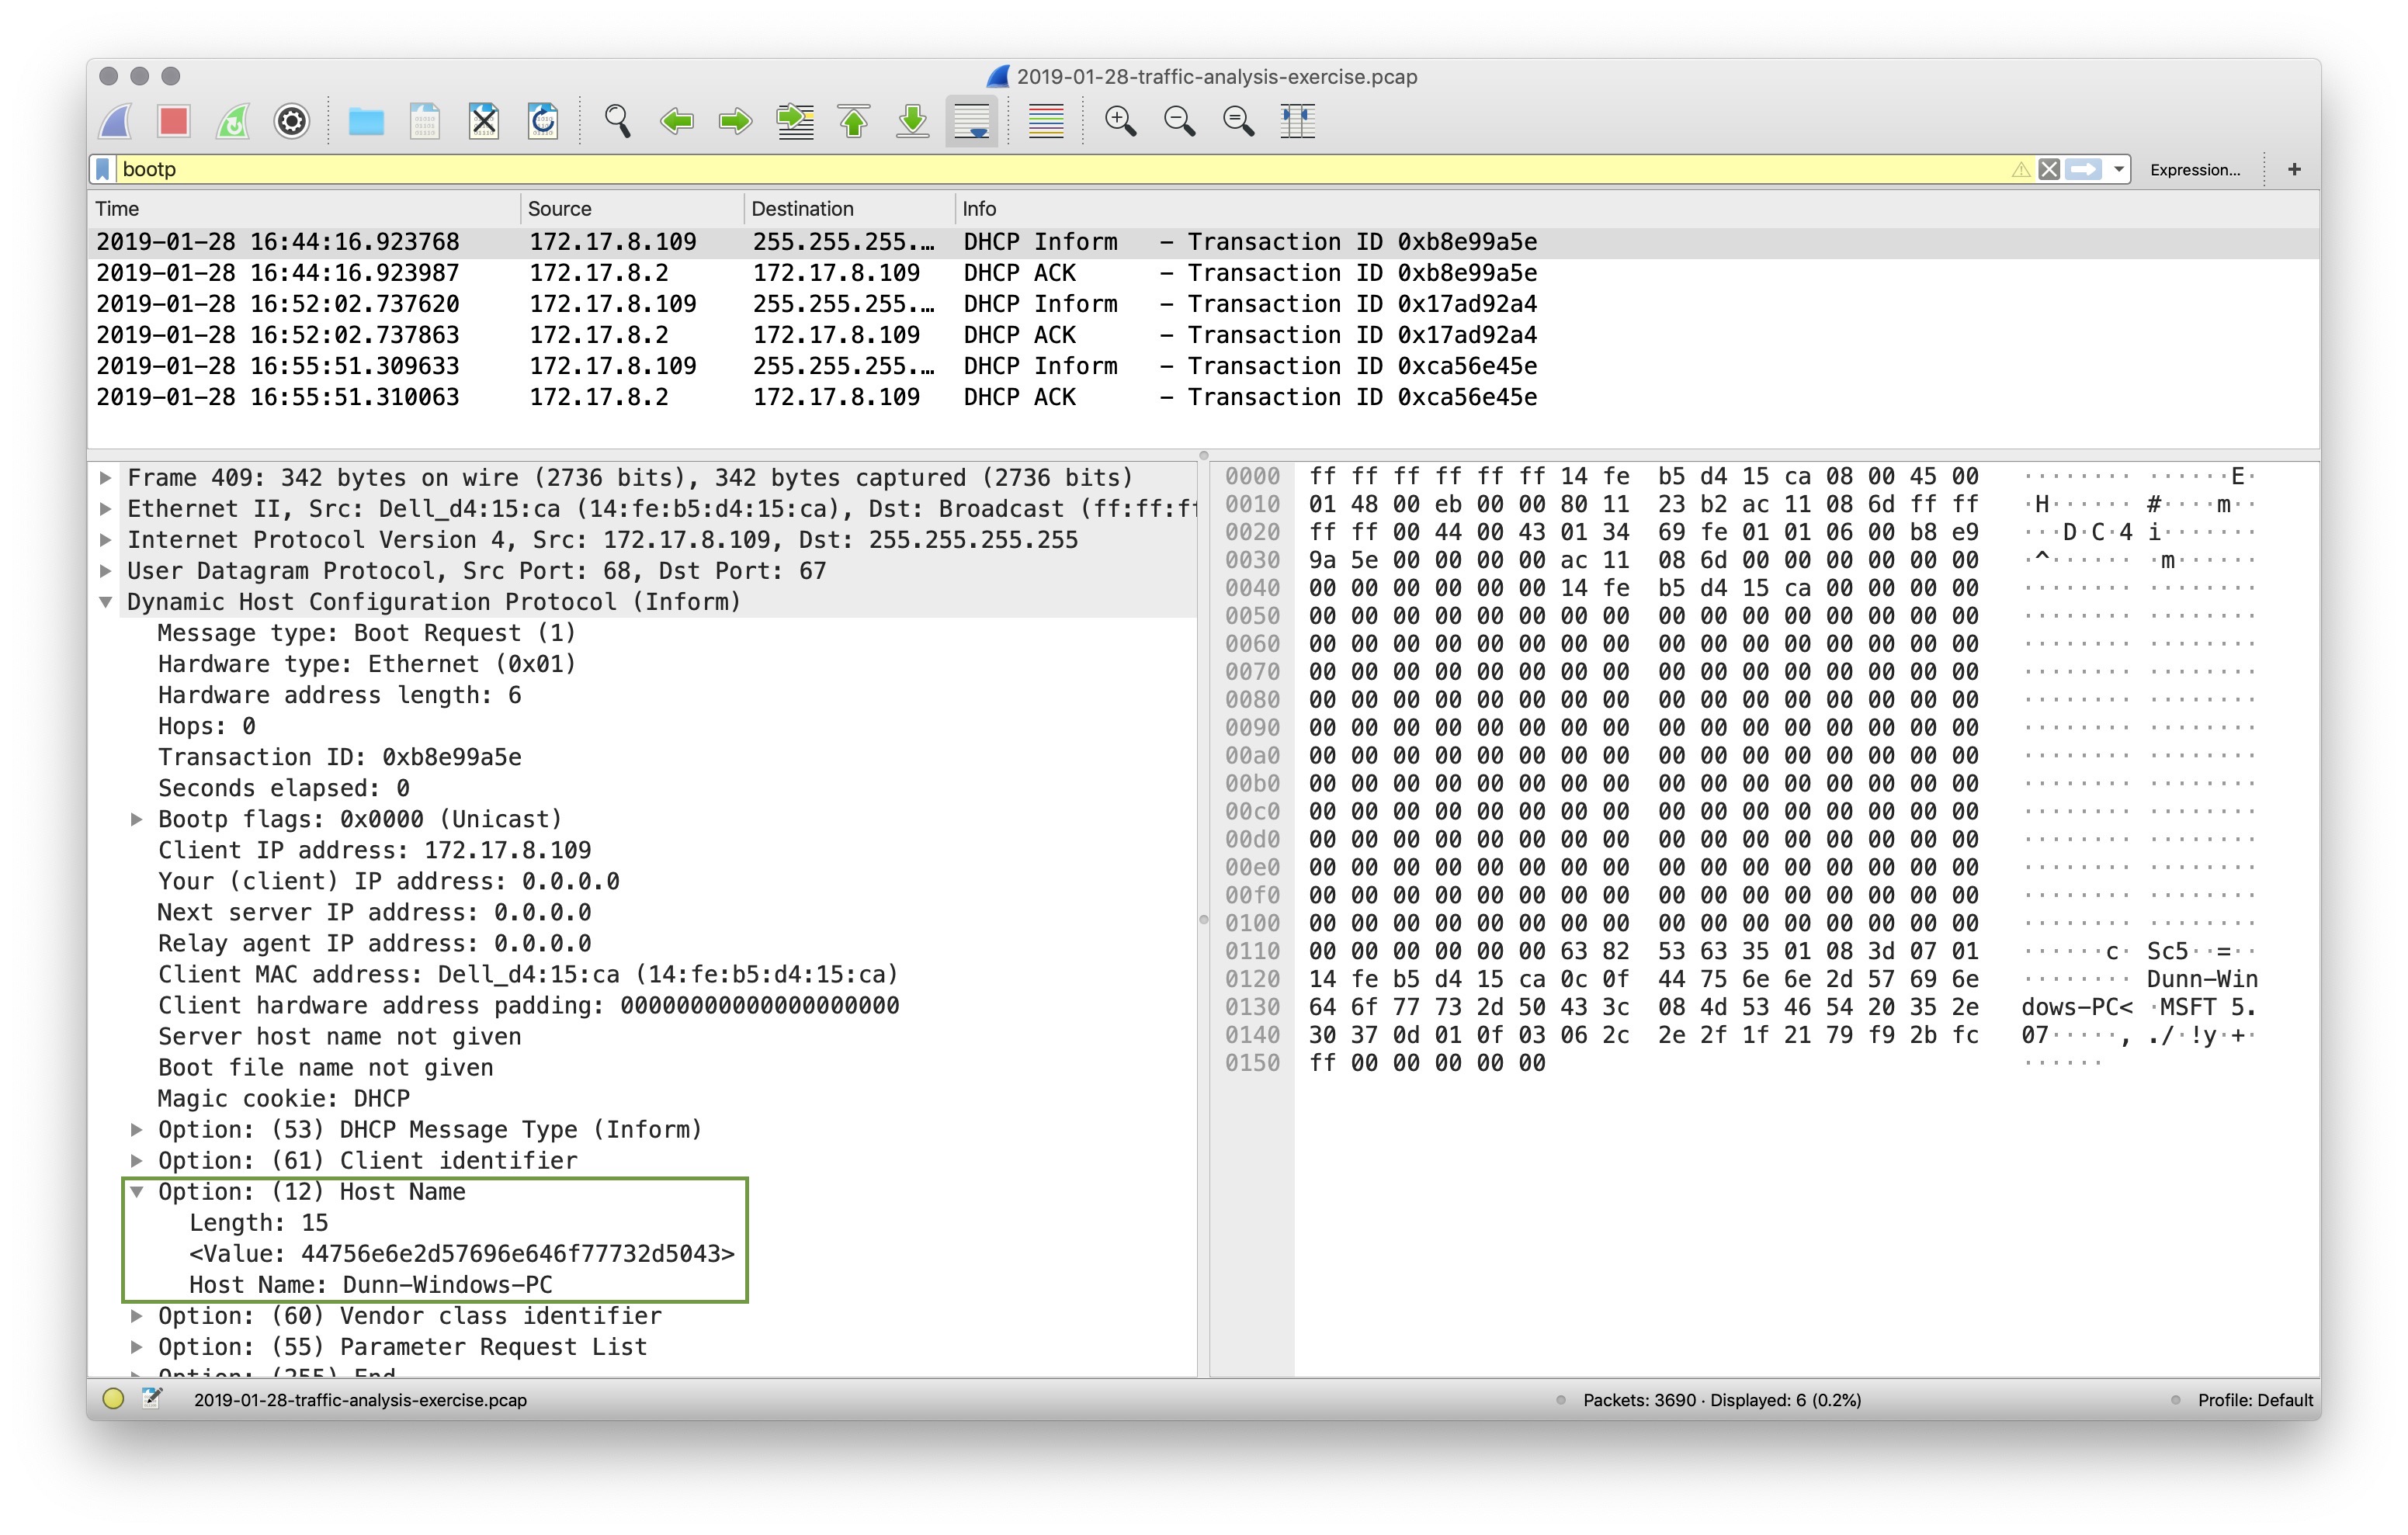 2019-01-28-traffic-analysis-exercise.pcap
bootp
Expression...
+
Time Source Destination Info
2019-01-28 16:44:16.923768 172.17.8.109 255.255.255.… DHCP Inform – Transaction ID 0xb8e99a5e
2019-01-28 16:44:16.923987 172.17.8.2 172.17.8.109 DHCP ACK – Transaction ID 0xb8e99a5e
2019-01-28 16:52:02.737620 172.17.8.109 255.255.255.… DHCP Inform – Transaction ID 0x17ad92a4
2019-01-28 16:52:02.737863 172.17.8.2 172.17.8.109 DHCP ACK – Transaction ID 0x17ad92a4
2019-01-28 16:55:51.309633 172.17.8.109 255.255.255.… DHCP Inform – Transaction ID 0xca56e45e
2019-01-28 16:55:51.310063 172.17.8.2 172.17.8.109 DHCP ACK – Transaction ID 0xca56e45e
Frame 409: 342 bytes on wire (2736 bits), 342 bytes captured (2736 bits)
Ethernet II, Src: Dell_d4:15:ca (14:fe:b5:d4:15:ca), Dst: Broadcast (ff:ff:ff
Internet Protocol Version 4, Src: 172.17.8.109, Dst: 255.255.255.255
User Datagram Protocol, Src Port: 68, Dst Port: 67
Dynamic Host Configuration Protocol (Inform)
Message type: Boot Request (1)
Hardware type: Ethernet (0x01)
Hardware address length: 6
Hops: 0
Transaction ID: 0xb8e99a5e
Seconds elapsed: 0
Bootp flags: 0x0000 (Unicast)
Client IP address: 172.17.8.109
Your (client) IP address: 0.0.0.0
Next server IP address: 0.0.0.0
Relay agent IP address: 0.0.0.0
Client MAC address: Dell_d4:15:ca (14:fe:b5:d4:15:ca)
Client hardware address padding: 00000000000000000000
Server host name not given
Boot file name not given
Magic cookie: DHCP
Option: (53) DHCP Message Type (Inform)
Option: (61) Client identifier
Option: (12) Host Name
Length: 15
<Value: 44756e6e2d57696e646f77732d5043>
Host Name: Dunn-Windows-PC
Option: (60) Vendor class identifier
Option: (55) Parameter Request List
Option: (255) End
0000 ff ff ff ff ff ff 14 fe b5 d4 15 ca 08 00 45 00 ········ ······E·
0010 01 48 00 eb 00 00 80 11 23 b2 ac 11 08 6d ff ff ·H······ #····m··
0020 ff ff 00 44 00 43 01 34 69 fe 01 01 06 00 b8 e9 ···D·C·4 i·······
0030 9a 5e 00 00 00 00 ac 11 08 6d 00 00 00 00 00 00 ·^······ ·m······
0040 00 00 00 00 00 00 14 fe b5 d4 15 ca 00 00 00 00 ········ ········
0050 00 00 00 00 00 00 00 00 00 00 00 00 00 00 00 00 ········ ········
0060 00 00 00 00 00 00 00 00 00 00 00 00 00 00 00 00 ········ ········
0070 00 00 00 00 00 00 00 00 00 00 00 00 00 00 00 00 ········ ········
0080 00 00 00 00 00 00 00 00 00 00 00 00 00 00 00 00 ········ ········
0090 00 00 00 00 00 00 00 00 00 00 00 00 00 00 00 00 ········ ········
00a0 00 00 00 00 00 00 00 00 00 00 00 00 00 00 00 00 ········ ········
00b0 00 00 00 00 00 00 00 00 00 00 00 00 00 00 00 00 ········ ········
00c0 00 00 00 00 00 00 00 00 00 00 00 00 00 00 00 00 ········ ········
00d0 00 00 00 00 00 00 00 00 00 00 00 00 00 00 00 00 ········ ········
00e0 00 00 00 00 00 00 00 00 00 00 00 00 00 00 00 00 ········ ········
00f0 00 00 00 00 00 00 00 00 00 00 00 00 00 00 00 00 ········ ········
0100 00 00 00 00 00 00 00 00 00 00 00 00 00 00 00 00 ········ ········
0110 00 00 00 00 00 00 63 82 53 63 35 01 08 3d 07 01 ······c· Sc5··=··
0120 14 fe b5 d4 15 ca 0c 0f 44 75 6e 6e 2d 57 69 6e ········ Dunn-Win
0130 64 6f 77 73 2d 50 43 3c 08 4d 53 46 54 20 35 2e dows-PC< ·MSFT 5.
0140 30 37 0d 01 0f 03 06 2c 2e 2f 1f 21 79 f9 2b fc 07·····, ./·!y·+·
0150 ff 00 00 00 00 00 ······
2019-01-28-traffic-analysis-exercise.pcap
Packets: 3690 · Displayed: 6 (0.2%)
Profile: Default